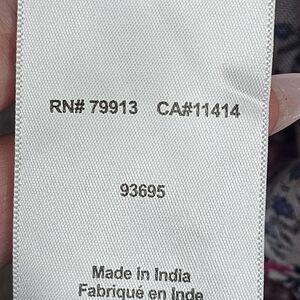 RN# 79913 CA#11414
93695
Made in India
Fabriqué en Inde